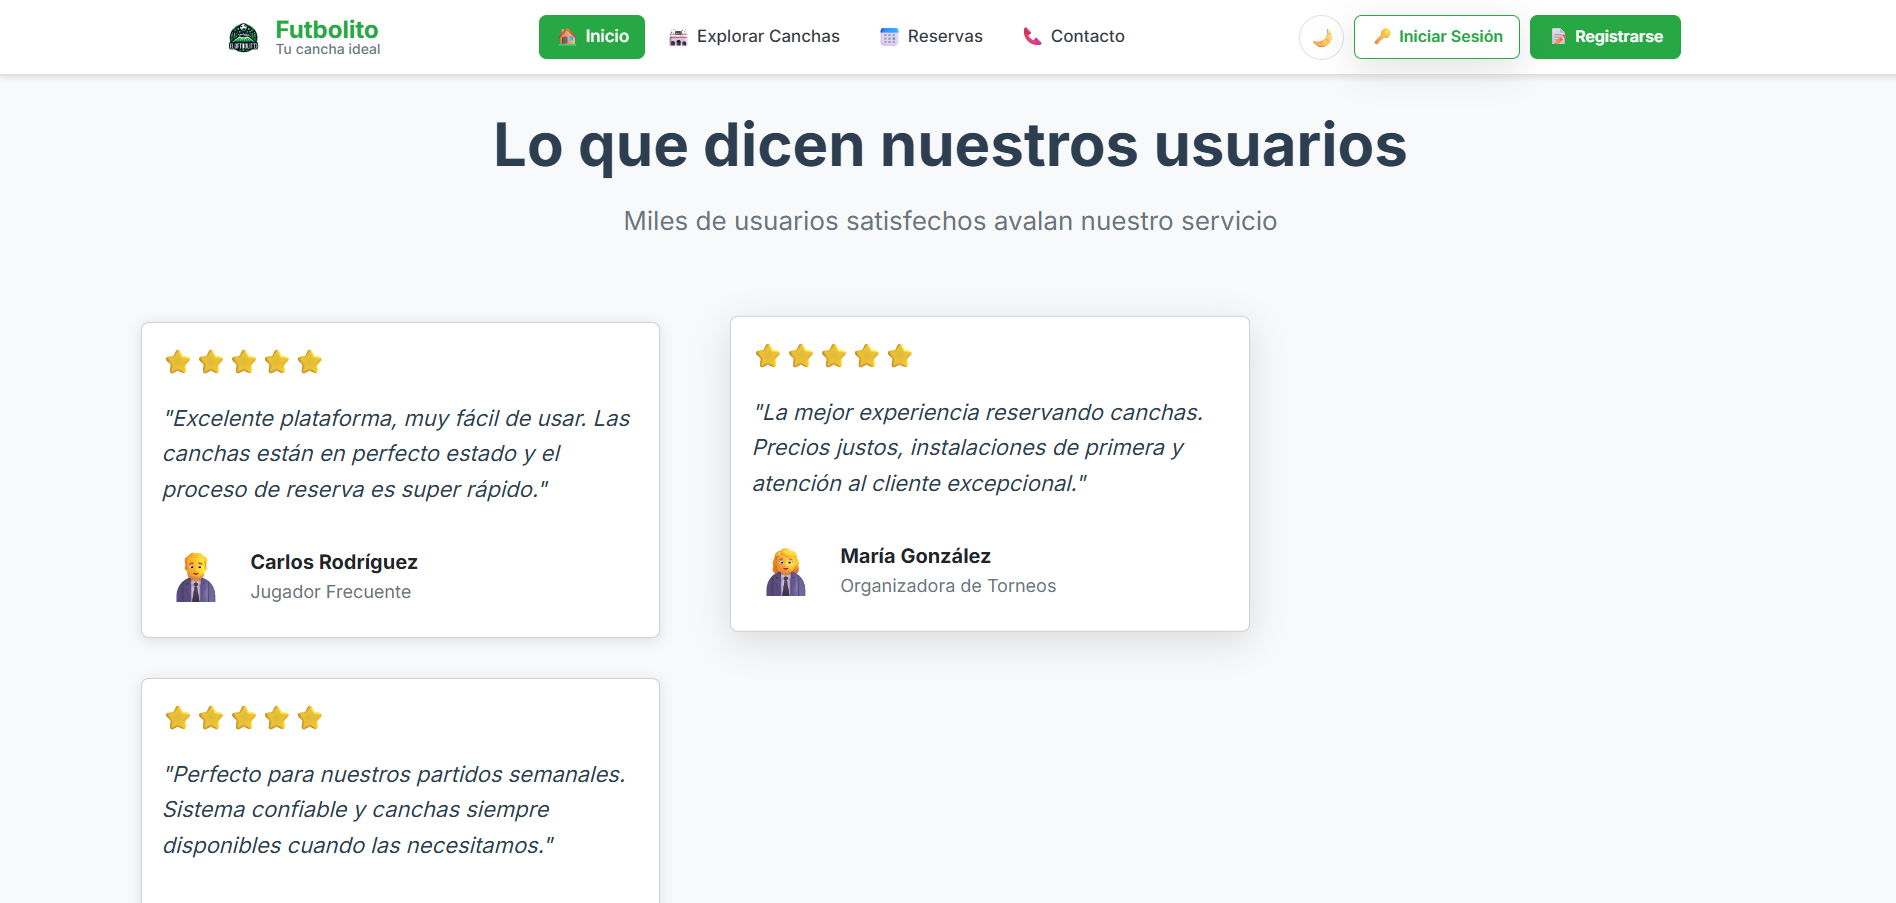 Futbolito
Tu cancha ideal
Inicio
Explorar Canchas
Reservas
Contacto
Iniciar Sesión
Registrarse
Lo que dicen nuestros usuarios
Miles de usuarios satisfechos avalan nuestro servicio
"Excelente plataforma, muy fácil de usar. Las
canchas están en perfecto estado y el
proceso de reserva es super rápido."
Carlos Rodríguez
Jugador Frecuente
"La mejor experiencia reservando canchas.
Precios justos, instalaciones de primera y
atención al cliente excepcional."
María González
Organizadora de Torneos
"Perfecto para nuestros partidos semanales.
Sistema confiable y canchas siempre
disponibles cuando las necesitamos."